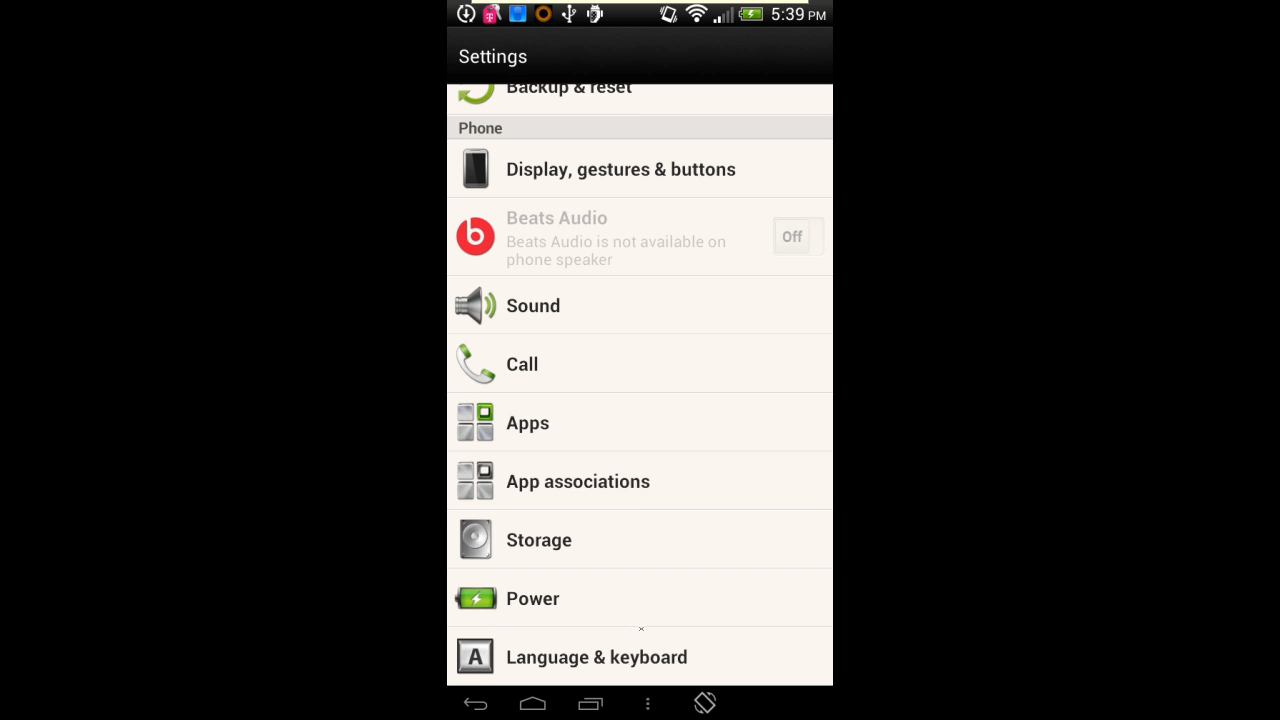 5:39 PM
Settings
Backup & reset
Phone
Display, gestures & buttons
Beats Audio
Beats Audio is not available on
phone speaker
Off
Sound
Call
Apps
App associations
Storage
Power
A
Language & keyboard